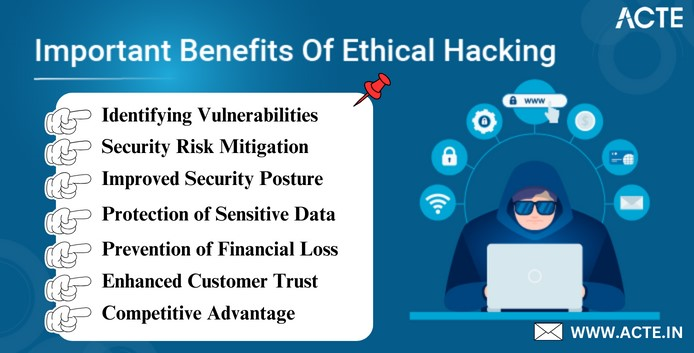 ACTE
Important Benefits Of Ethical Hacking
Identifying Vulnerabilities
Security Risk Mitigation
Improved Security Posture
Protection of Sensitive Data
Prevention of Financial Loss
Enhanced Customer Trust
Competitive Advantage
WWW
$
WWW.ACTE.IN